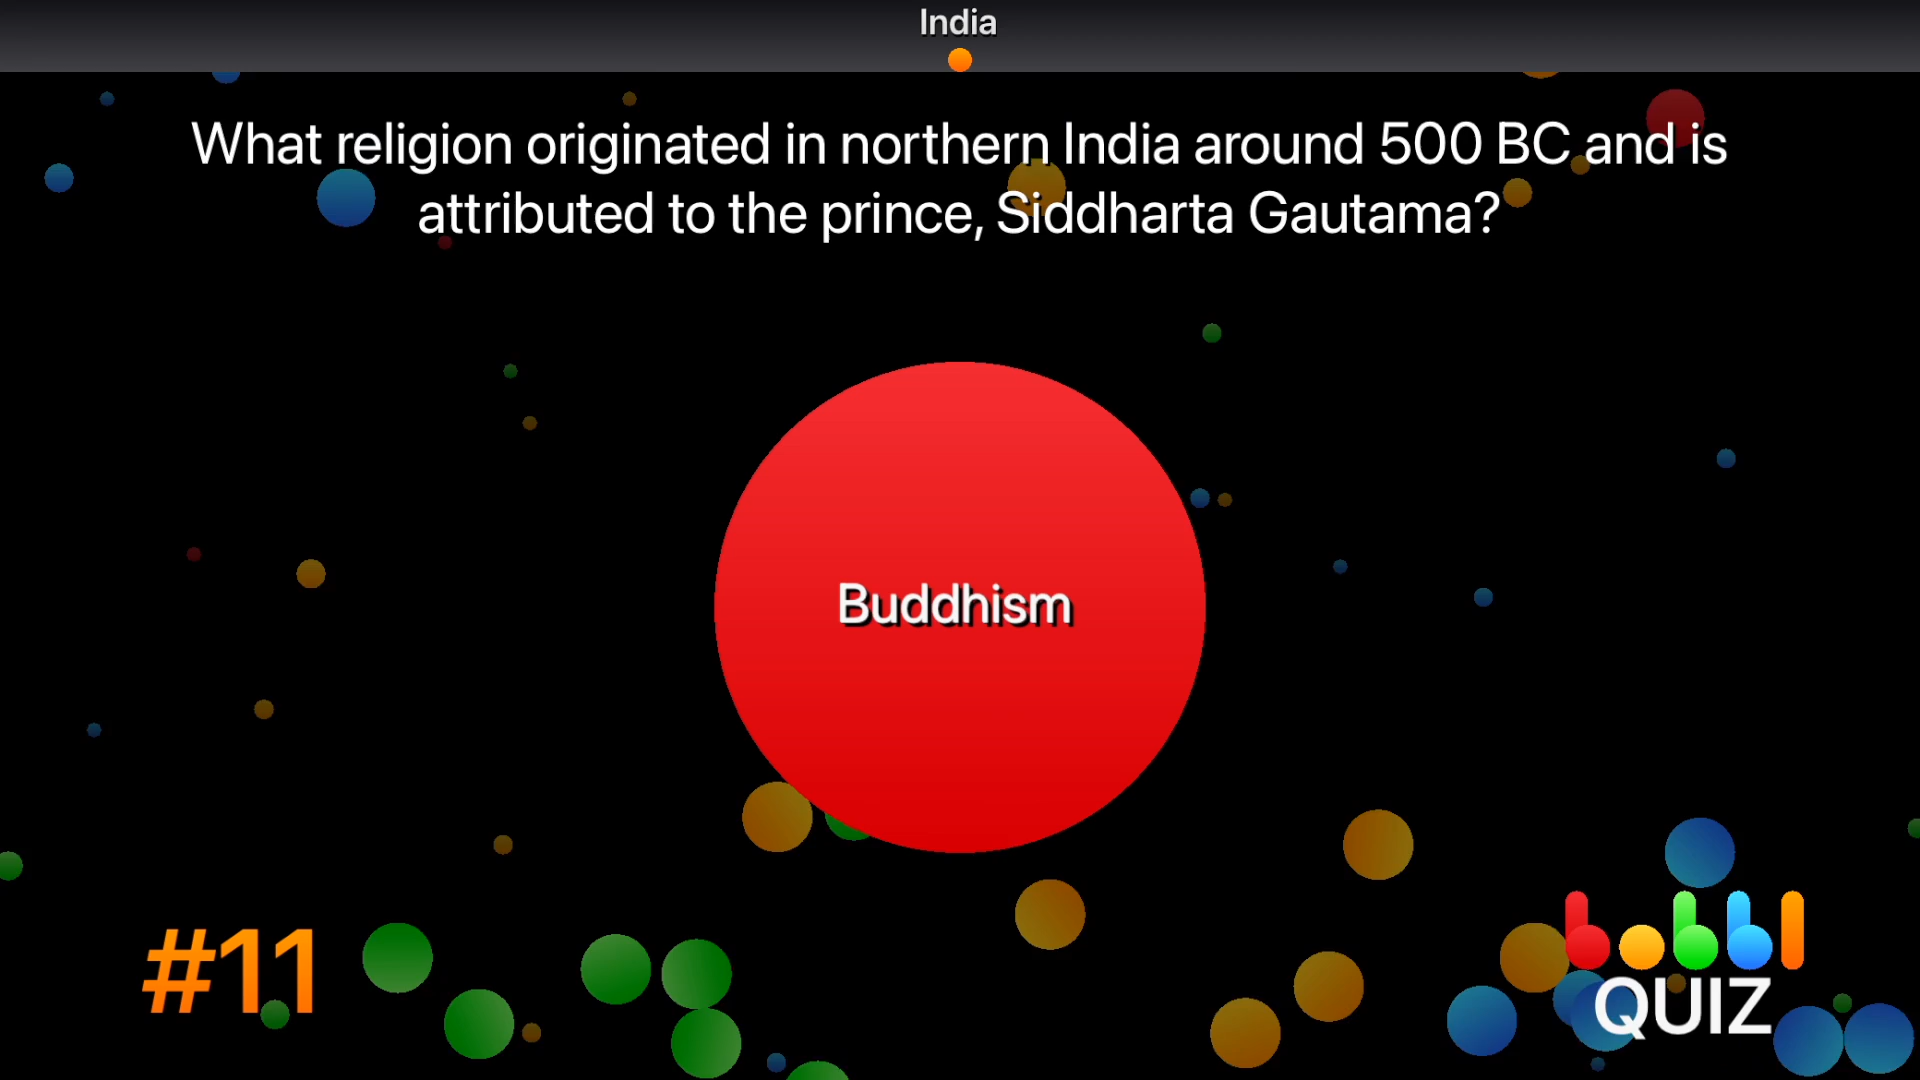 India
What religion originated in northern India around 500 BC and is
attributed to the prince, Siddharta Gautama?
Buddhism
#11
bobbl
QUIZ